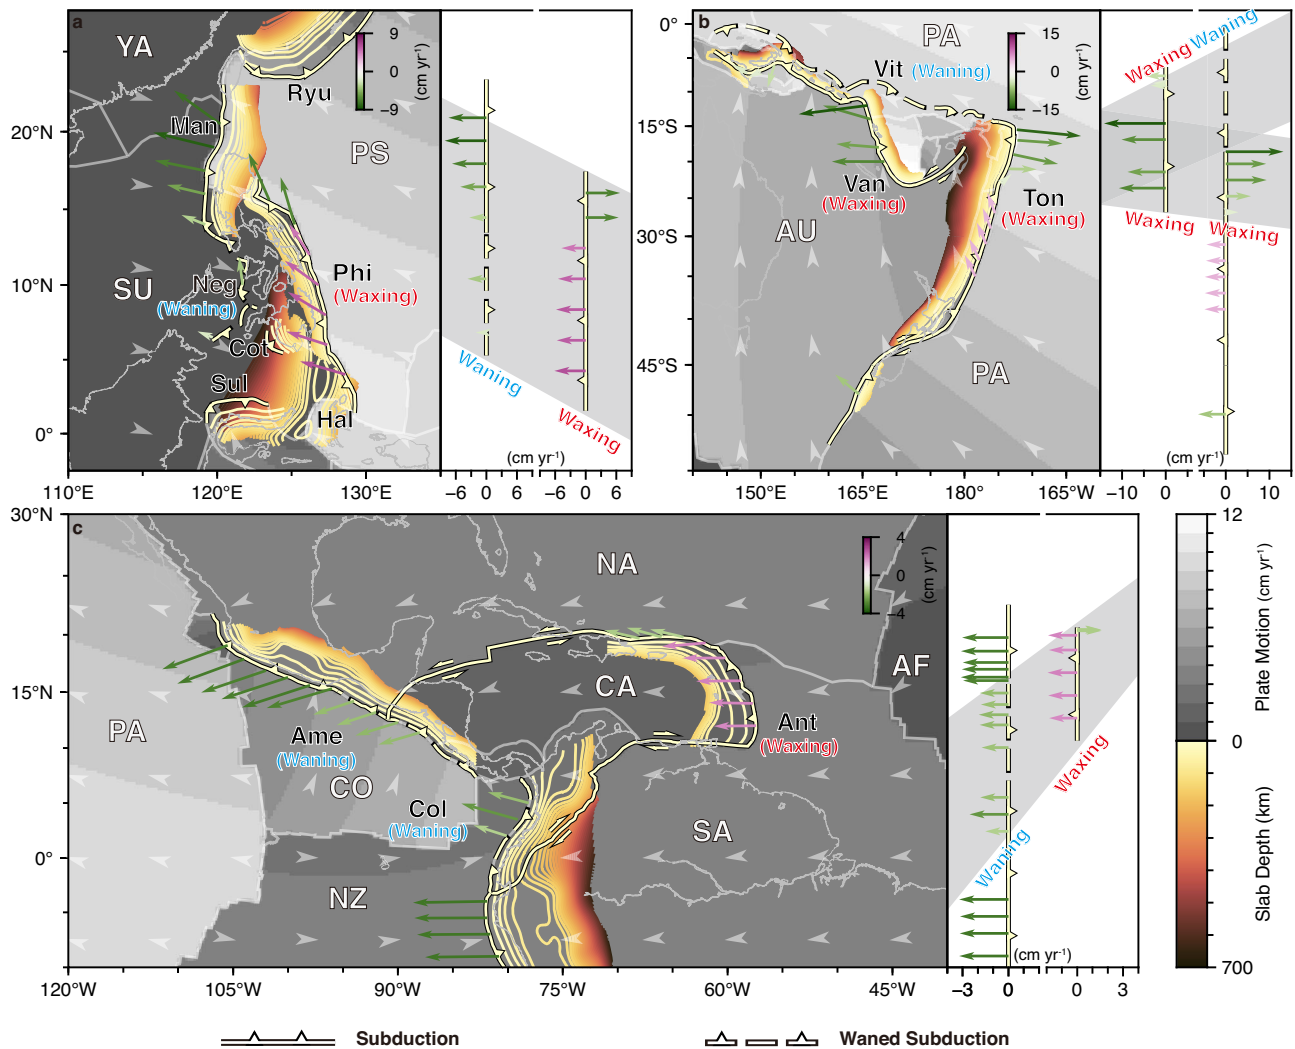 a
YA
Ryu
9
0
−9
(cm yr⁻¹)
Man
PS
SU
Neg
(Waning)
Phi
(Waxing)
Cot
Sul
Hal
20°N
10°N
0°
110°E
120°E
130°E
Waning
Waxing
(cm yr⁻¹)
−6
0
6
−6
0
6
b
PA
Vit (Waning)
15
0
−15
(cm yr⁻¹)
Van
(Waxing)
Ton
(Waxing)
AU
PA
0°
15°S
30°S
45°S
150°E
165°E
180°E
165°W
Waxing
Waning
Waxing
Waxing
(cm yr⁻¹)
−10
0
0
10
c
NA
4
0
−4
(cm yr⁻¹)
AF
CA
PA
Ame
(Waning)
Ant
(Waxing)
CO
Col
(Waning)
SA
NZ
30°N
15°N
0°
120°W
105°W
90°W
75°W
60°W
45°W
Waning
Waxing
(cm yr⁻¹)
−3
0
0
3
12
0
700
Plate Motion (cm yr⁻¹)
Slab Depth (km)
Subduction
Waned Subduction